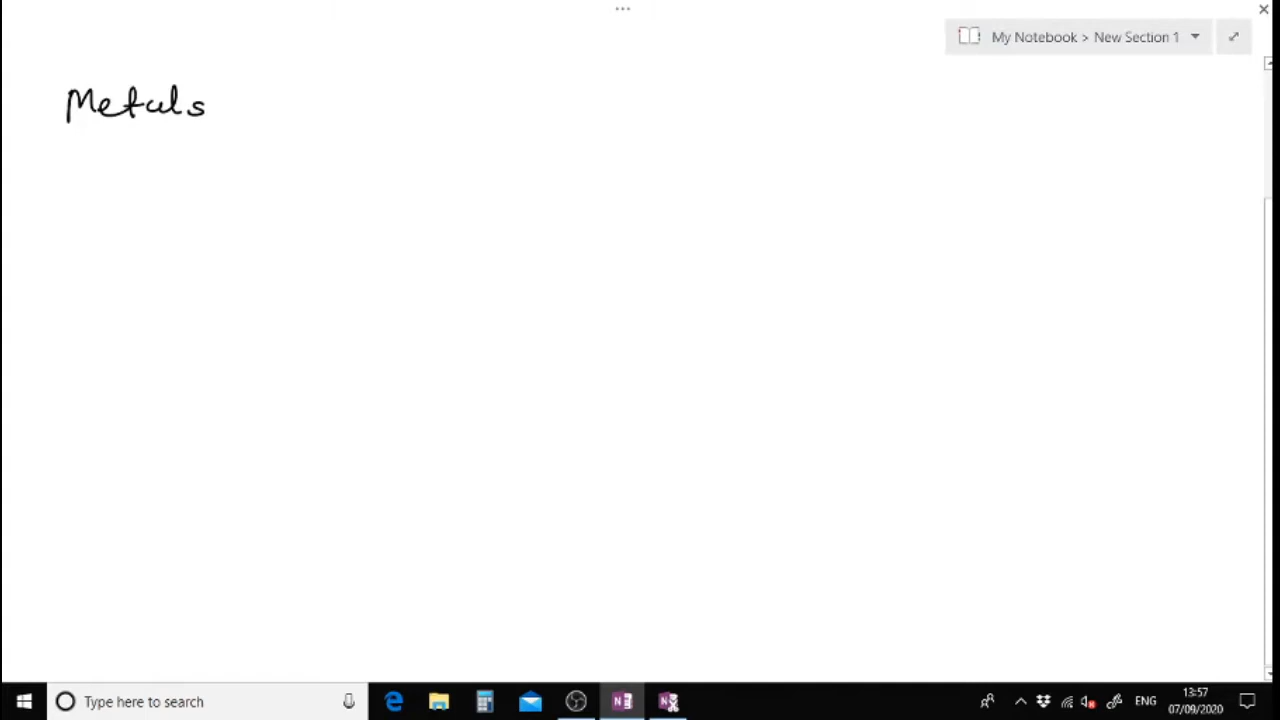 My Notebook > New Section 1
Metals
Type here to search
ENG
13:57
07/09/2020